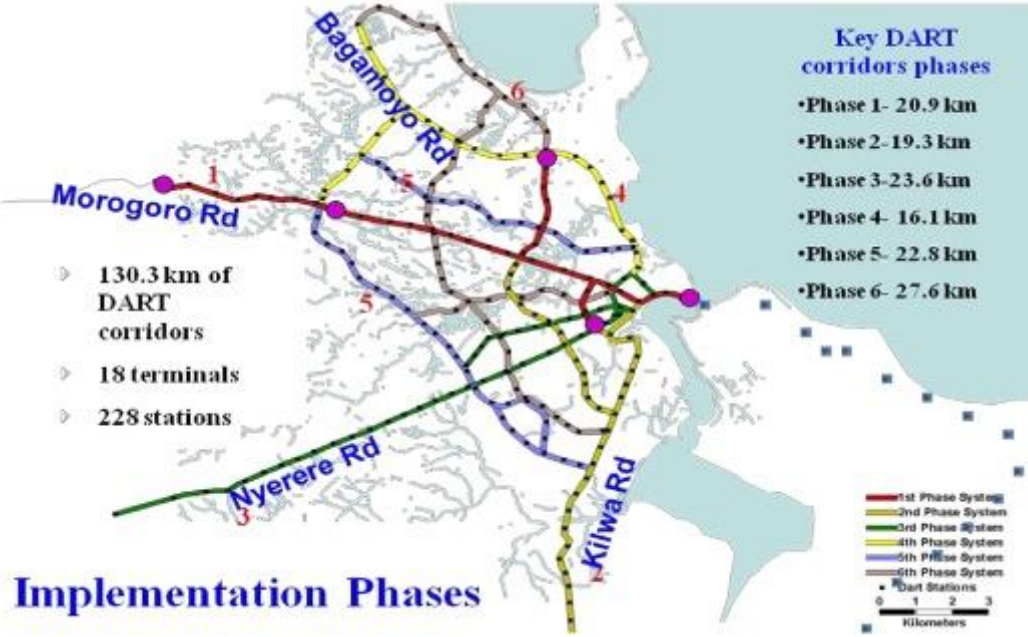 Key DART
corridors phases
•Phase 1- 20.9 km
•Phase 2-19.3 km
•Phase 3-23.6 km
•Phase 4- 16.1 km
•Phase 5- 22.8 km
•Phase 6- 27.6 km
Bagamoyo Rd
6
1
5
4
Morogoro Rd
130.3 km of
DART
corridors
18 terminals
228 stations
5
Nyerere Rd
3
Kilwa Rd
2
1st Phase System
2nd Phase System
3rd Phase System
4th Phase System
5th Phase System
6th Phase System
Dart Stations
0 1 2 3
Kilometers
Implementation Phases